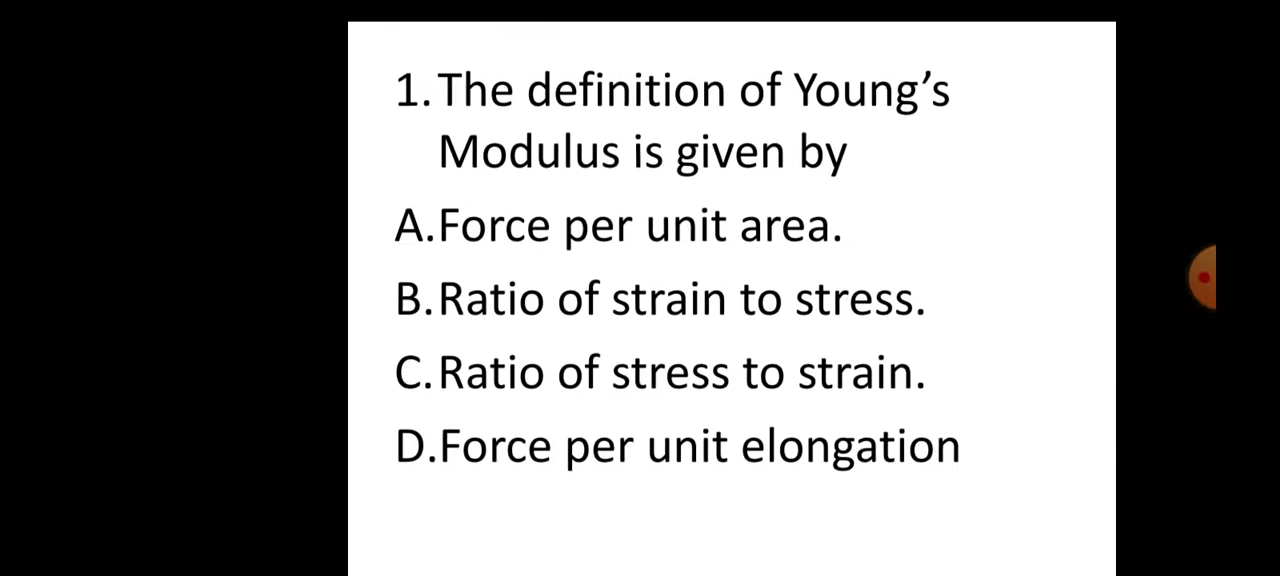 1. The definition of Young’s
Modulus is given by
A. Force per unit area.
B. Ratio of strain to stress.
C. Ratio of stress to strain.
D. Force per unit elongation